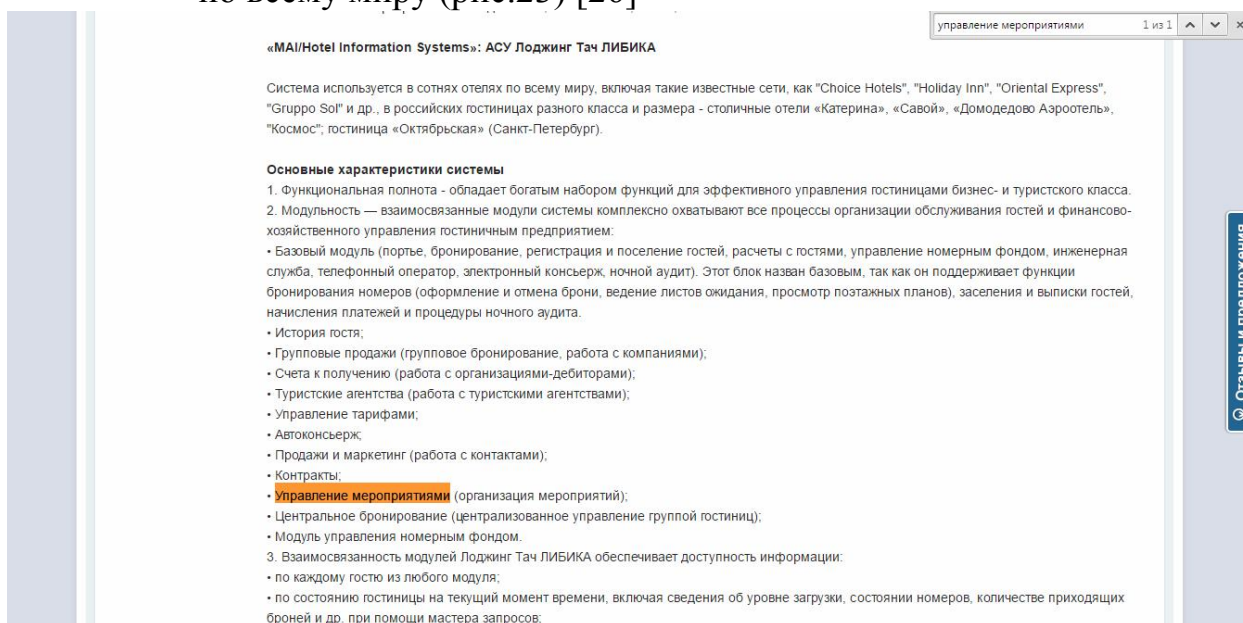 по всему миру (рис.25) [20]
управление мероприятиями 1 из 1
«MAI/Hotel Information Systems»: АСУ Лоджинг Тач ЛИБИКА
Система используется в сотнях отелях по всему миру, включая такие известные сети, как "Choice Hotels", "Holiday Inn", "Oriental Express",
"Gruppo Sol" и др., в российских гостиницах разного класса и размера - столичные отели «Катерина», «Савой», «Домодедово Аэроотель»,
"Космос"; гостиница «Октябрьская» (Санкт-Петербург).
Основные характеристики системы
1. Функциональная полнота - обладает богатым набором функций для эффективного управления гостиницами бизнес- и туристского класса.
2. Модульность — взаимосвязанные модули системы комплексно охватывают все процессы организации обслуживания гостей и финансово-
хозяйственного управления гостиничным предприятием:
• Базовый модуль (портье, бронирование, регистрация и поселение гостей, расчеты с гостями, управление номерным фондом, инженерная
служба, телефонный оператор, электронный консьерж, ночной аудит). Этот блок назван базовым, так как он поддерживает функции
бронирования номеров (оформление и отмена брони, ведение листов ожидания, просмотр поэтажных планов), заселения и выписки гостей,
начисления платежей и процедуры ночного аудита.
• История гостя;
• Групповые продажи (групповое бронирование, работа с компаниями);
• Счета к получению (работа с организациями-дебиторами);
• Туристские агентства (работа с туристскими агентствами);
• Управление тарифами;
• Автоконсьерж;
• Продажи и маркетинг (работа с контактами);
• Контракты;
• Управление мероприятиями (организация мероприятий);
• Центральное бронирование (централизованное управление группой гостиниц);
• Модуль управления номерным фондом.
3. Взаимосвязанность модулей Лоджинг Тач ЛИБИКА обеспечивает доступность информации:
• по каждому гостю из любого модуля;
• по состоянию гостиницы на текущий момент времени, включая сведения об уровне загрузки, состоянии номеров, количестве приходящих
броней и др. при помощи мастера запросов;
Отзывы и предложения